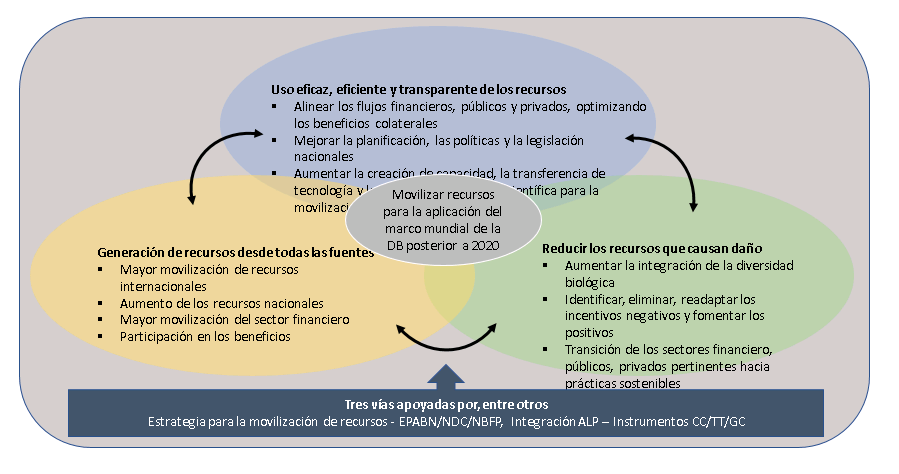 Uso eficaz, eficiente y transparente de los recursos
▪ Alinear los flujos financieros, públicos y privados, optimizando
los beneficios colaterales
▪ Mejorar la planificación, las políticas y la legislación
nacionales
▪ Aumentar la creación de capacidad, la transferencia de
tecnología y
científica para la
Movilizar recursos
para la aplicación del
marco mundial de la
DB posterior a 2020
Generación de recursos desde todas las fuentes
▪ Mayor movilización de recursos
internacionales
▪ Aumento de los recursos nacionales
▪ Mayor movilización del sector financiero
▪ Participación en los beneficios
Reducir los recursos que causan daño
▪ Aumentar la integración de la diversidad
biológica
▪ Identificar, eliminar, readaptar los
incentivos negativos y fomentar los
positivos
▪ Transición de los sectores financiero,
públicos, privados pertinentes hacia
prácticas sostenibles
Tres vías apoyadas por, entre otros
Estrategia para la movilización de recursos - EPABN/NDC/NBFP, Integración ALP – Instrumentos CC/TT/GC